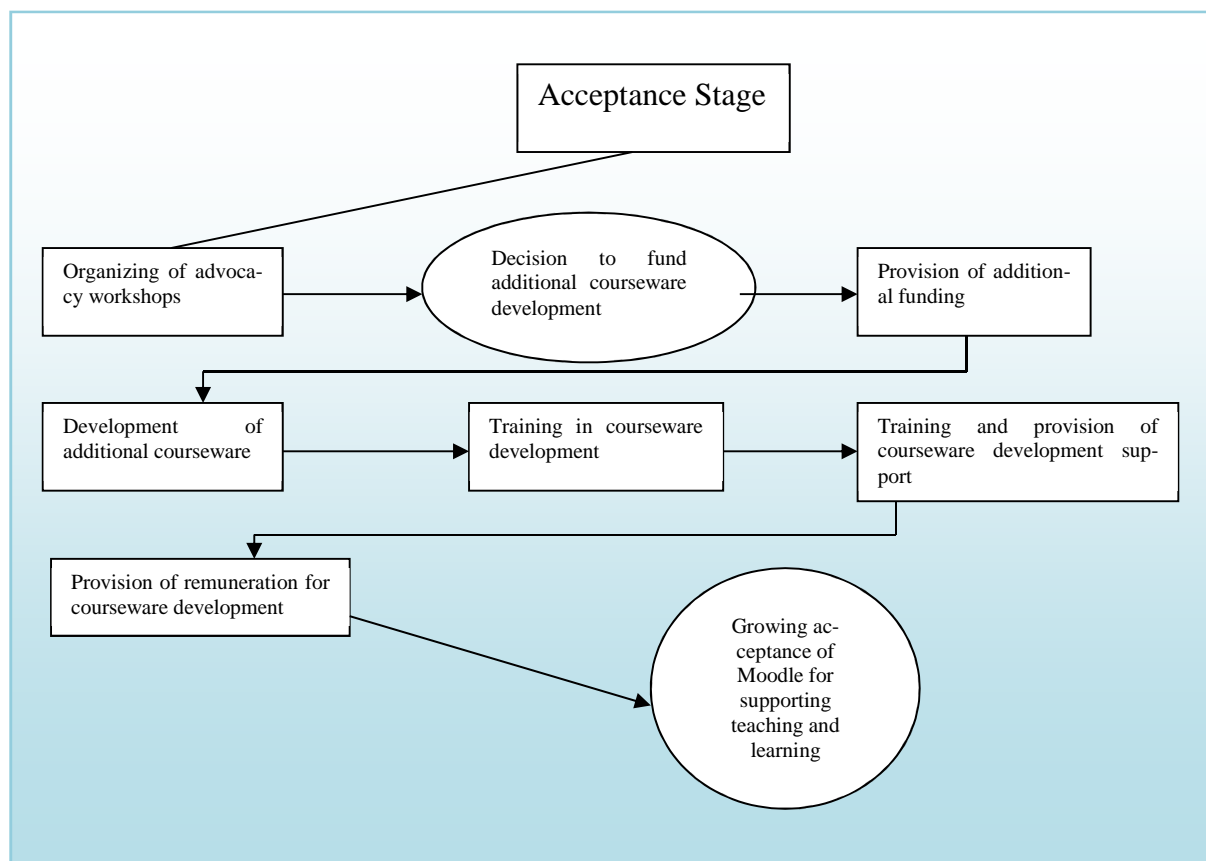 Acceptance Stage
Organizing of advoca-
cy workshops
Decision to fund
additional courseware
development
Provision of addition-
al funding
Development of
additional courseware
Training in courseware
development
Training and provision of
courseware development sup-
port
Provision of remuneration for
courseware development
Growing ac-
ceptance of
Moodle for
supporting
teaching and
learning